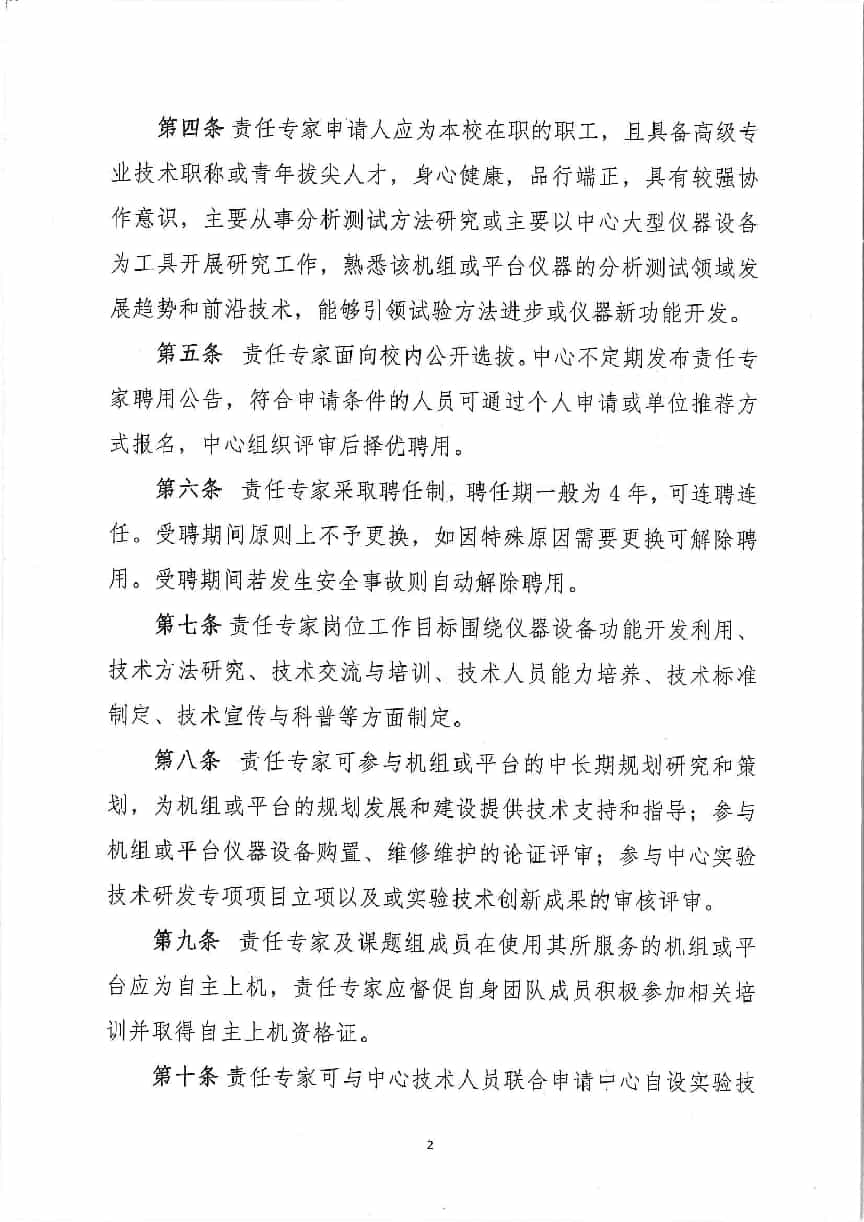 第四条 责任专家申请人应为本校在职的职工，且具备高级专
业技术职称或青年拔尖人才，身心健康，品行端正，具有较强协
作意识，主要从事分析测试方法研究或主要以中心大型仪器设备
为工具开展研究工作，熟悉该机组或平台仪器的分析测试领域发
展趋势和前沿技术，能够引领试验方法进步或仪器新功能开发。
第五条 责任专家面向校内公开选拔。中心不定期发布责任专
家聘用公告，符合申请条件的人员可通过个人申请或单位推荐方
式报名，中心组织评审后择优聘用。
第六条 责任专家采取聘任制，聘任期一般为 4 年，可连聘连
任。受聘期间原则上不予更换，如因特殊原因需要更换可解除聘
用。受聘期间若发生安全事故则自动解除聘用。
第七条 责任专家岗位工作目标围绕仪器设备功能开发利用、
技术方法研究、技术交流与培训、技术人员能力培养、技术标准
制定、技术宣传与科普等方面制定。
第八条 责任专家可参与机组或平台的中长期规划研究和策
划，为机组或平台的规划发展和建设提供技术支持和指导；参与
机组或平台仪器设备购置、维修维护的论证评审；参与中心实验
技术研发专项项目立项以及或实验技术创新成果的审核评审。
第九条 责任专家及课题组成员在使用其所服务的机组或平
台应为自主上机，责任专家应督促自身团队成员积极参加相关培
训并取得自主上机资格证。
第十条 责任专家可与中心技术人员联合申请中心自设实验技
2